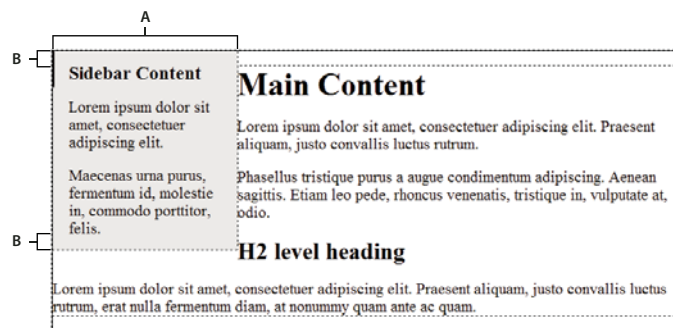 A
B
Sidebar Content
Lorem ipsum dolor sit
amet, consectetuer
adipiscing elit.
Maecenas urna purus,
fermentum id, molestie
in, commodo porttitor,
felis.
B
Main Content
Lorem ipsum dolor sit amet, consectetuer adipiscing elit. Praesent
aliquam, justo convallis luctus rutrum.
Phasellus tristique purus a augue condimentum adipiscing. Aenean
sagittis. Etiam leo pede, rhoncus venenatis, tristique in, vulputate at,
odio.
H2 level heading
Lorem ipsum dolor sit amet, consectetuer adipiscing elit. Praesent aliquam, justo convallis luctus
rutrum, erat nulla fermentum diam, at nonummy quam ante ac quam.